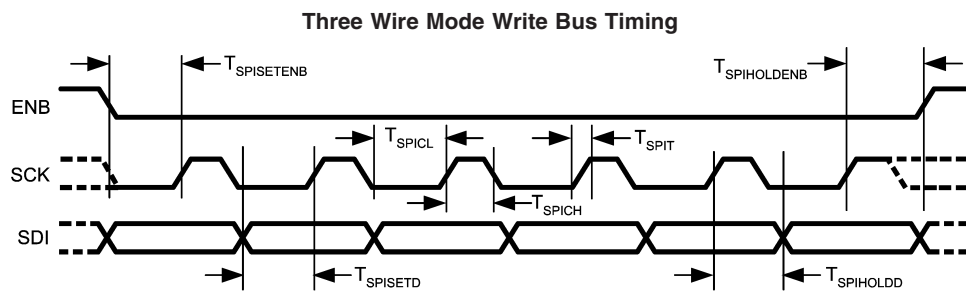 Three Wire Mode Write Bus Timing
TSPISETENB
TSPIHOLDENB
ENB
TSPICL
TSPIT
SCK
TSPICH
SDI
TSPISETD
TSPIHOLDD